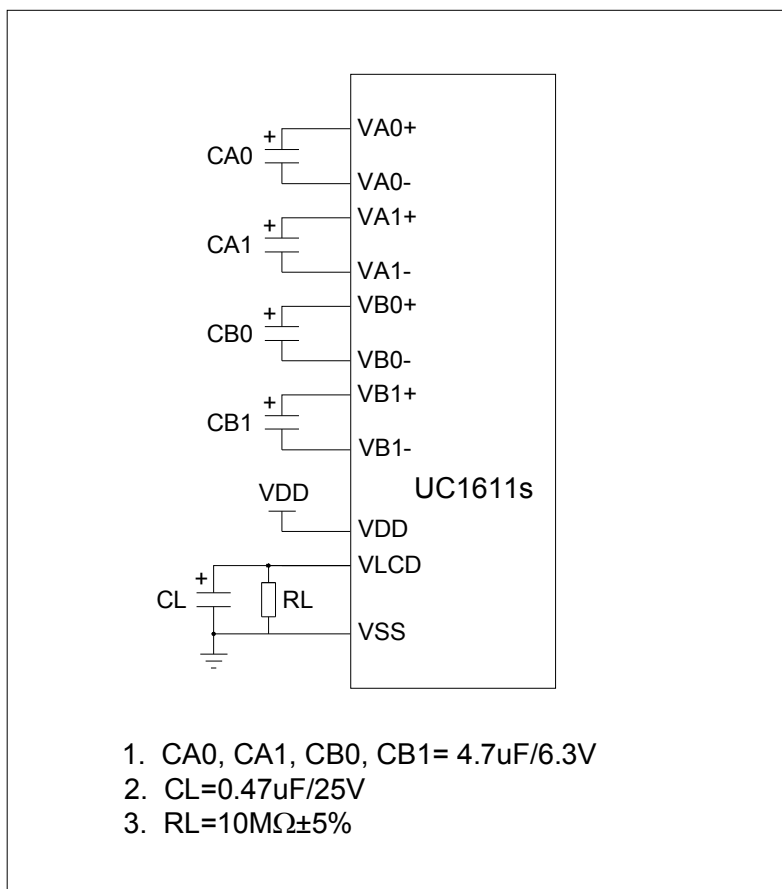 VA0+
+
CA0
VA0-
VA1+
+
CA1
VA1-
VB0+
+
CB0
VB0-
VB1+
+
CB1
VB1-
UC1611s
VDD
VDD
VLCD
+
CL
RL
VSS
1. CA0, CA1, CB0, CB1= 4.7uF/6.3V
2. CL=0.47uF/25V
3. RL=10MΩ±5%